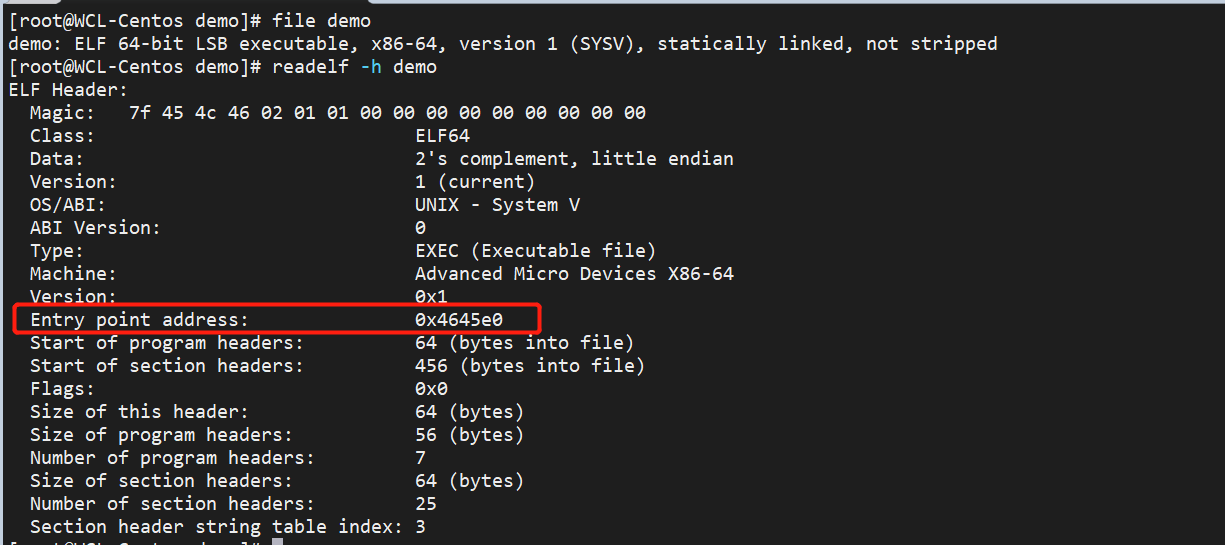 [root@WCL-Centos demo]# file demo
demo: ELF 64-bit LSB executable, x86-64, version 1 (SYSV), statically linked, not stripped
[root@WCL-Centos demo]# readelf -h demo
ELF Header:
  Magic:   7f 45 4c 46 02 01 01 00 00 00 00 00 00 00 00 00
  Class:                             ELF64
  Data:                              2's complement, little endian
  Version:                           1 (current)
  OS/ABI:                            UNIX - System V
  ABI Version:                       0
  Type:                              EXEC (Executable file)
  Machine:                           Advanced Micro Devices X86-64
  Version:                           0x1
  Entry point address:               0x4645e0
  Start of program headers:          64 (bytes into file)
  Start of section headers:          456 (bytes into file)
  Flags:                             0x0
  Size of this header:               64 (bytes)
  Size of program headers:           56 (bytes)
  Number of program headers:         7
  Size of section headers:           64 (bytes)
  Number of section headers:         25
  Section header string table index: 3
[root@WCL-Centos demo]#